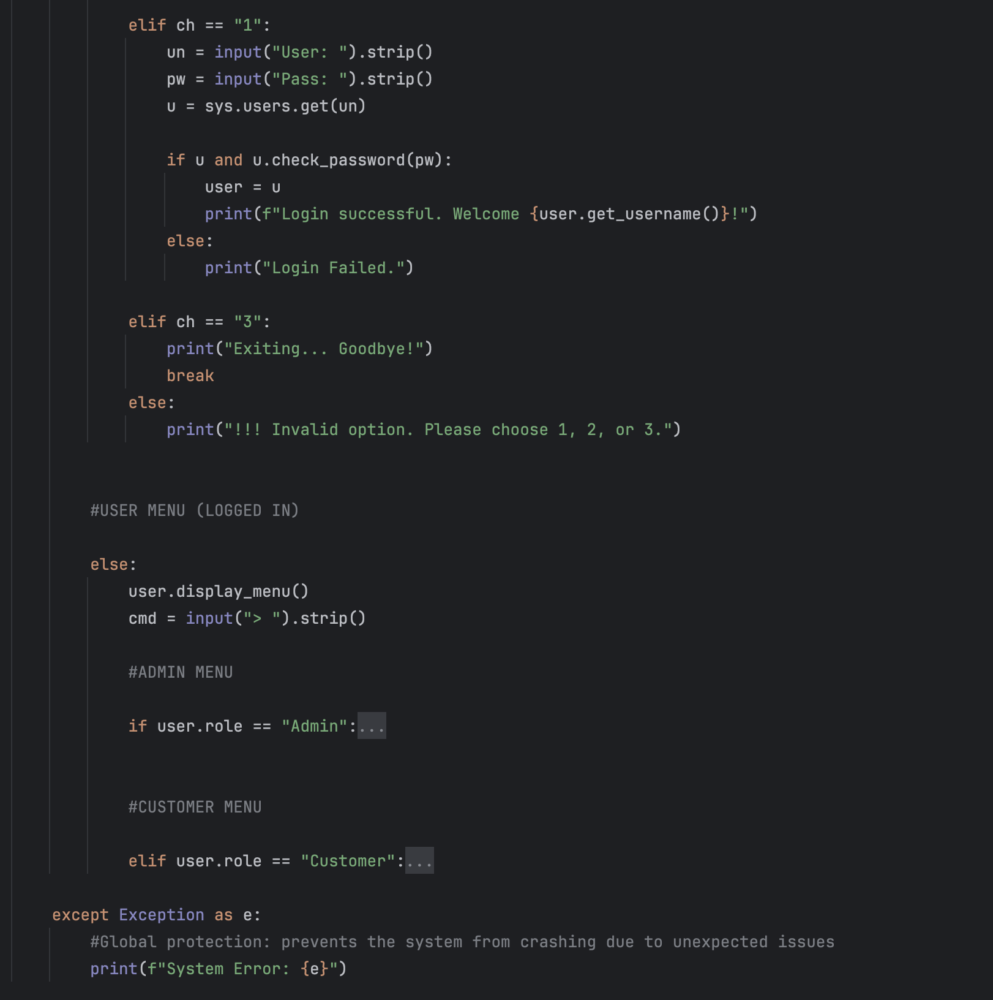 elif ch == "1":
un = input("User: ").strip()
pw = input("Pass: ").strip()
u = sys.users.get(un)
if u and u.check_password(pw):
user = u
print(f"Login successful. Welcome {user.get_username()}!")
else:
print("Login Failed.")
elif ch == "3":
print("Exiting... Goodbye!")
break
else:
print("!!! Invalid option. Please choose 1, 2, or 3.")
#USER MENU (LOGGED IN)
else:
user.display_menu()
cmd = input("> ").strip()
#ADMIN MENU
if user.role == "Admin":...
#CUSTOMER MENU
elif user.role == "Customer":...
except Exception as e:
#Global protection: prevents the system from crashing due to unexpected issues
print(f"System Error: {e}")